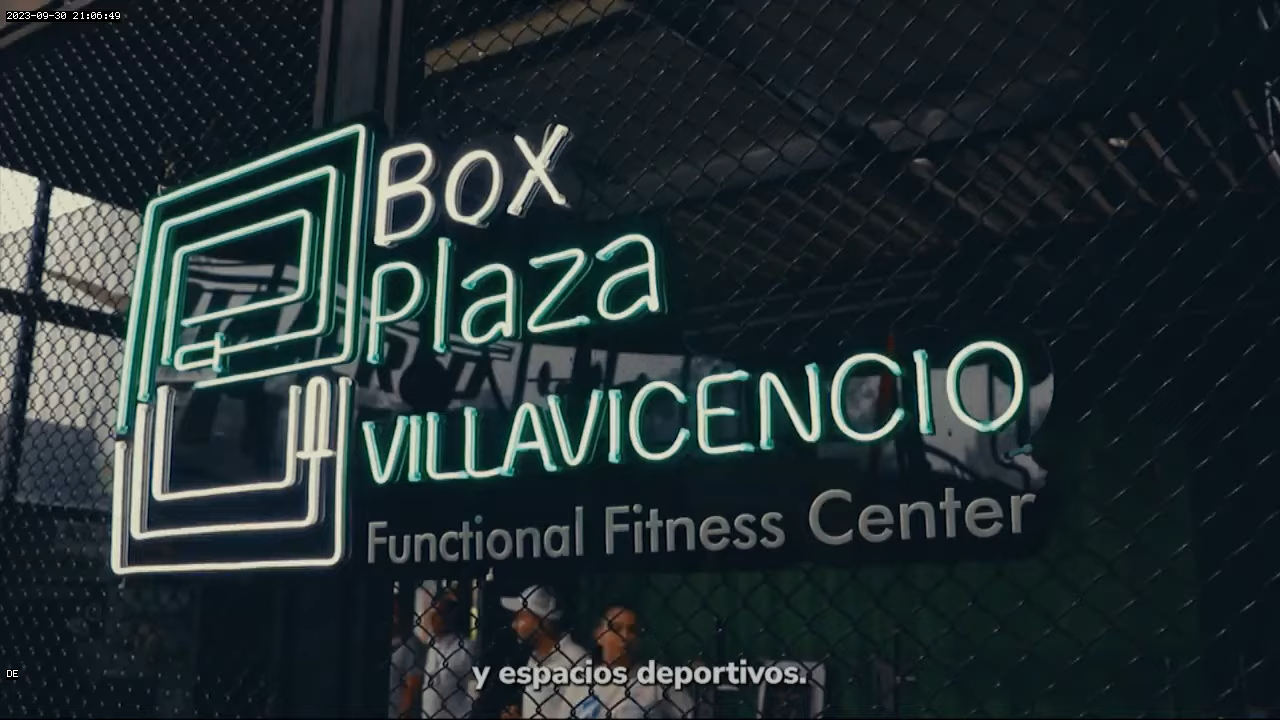 2023-09-30 21:06:49
BOX
Plaza
VILLAVICENCIO
Functional Fitness Center
y espacios deportivos.
DE